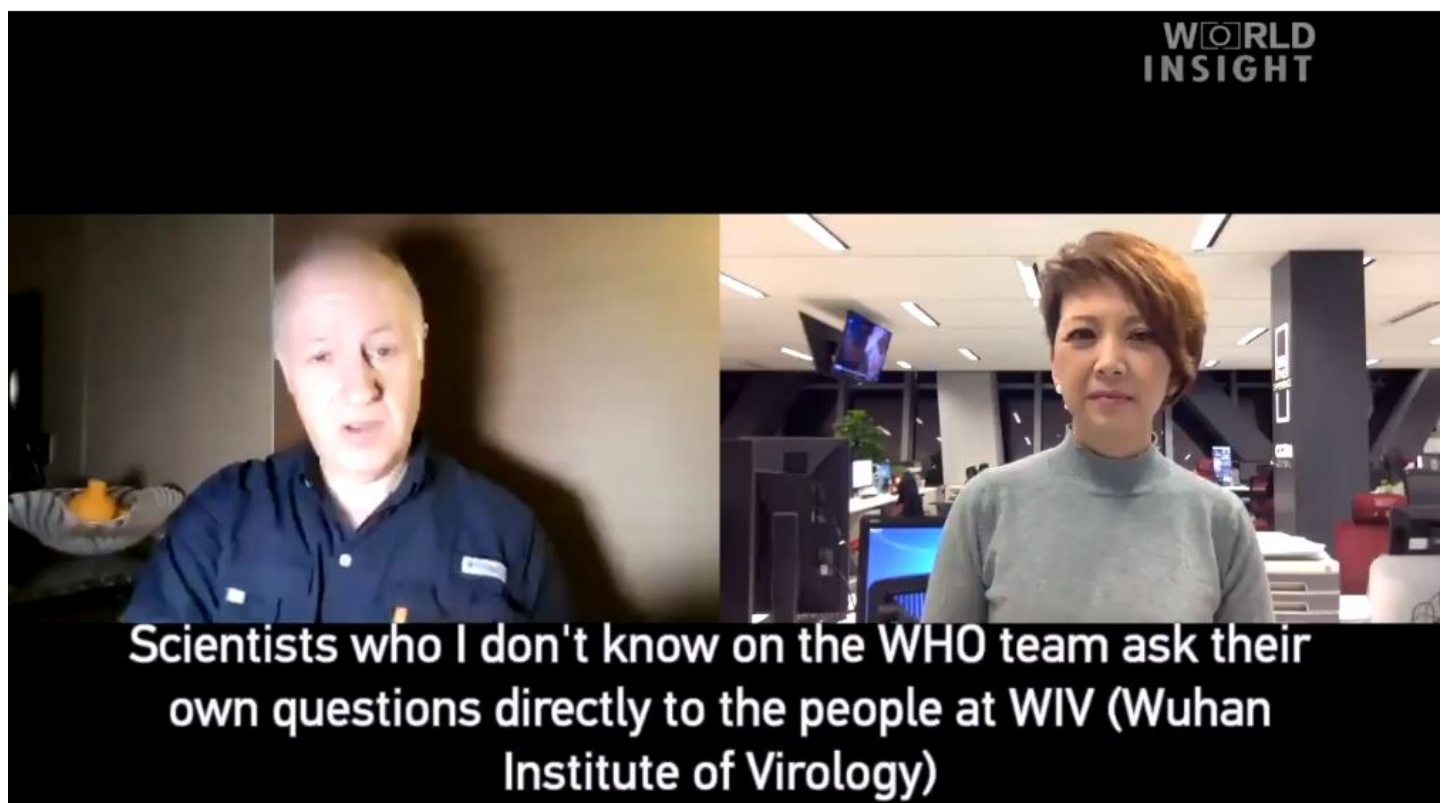 WORLD
INSIGHT
Scientists who I don't know on the WHO team ask their
own questions directly to the people at WIV (Wuhan
Institute of Virology)